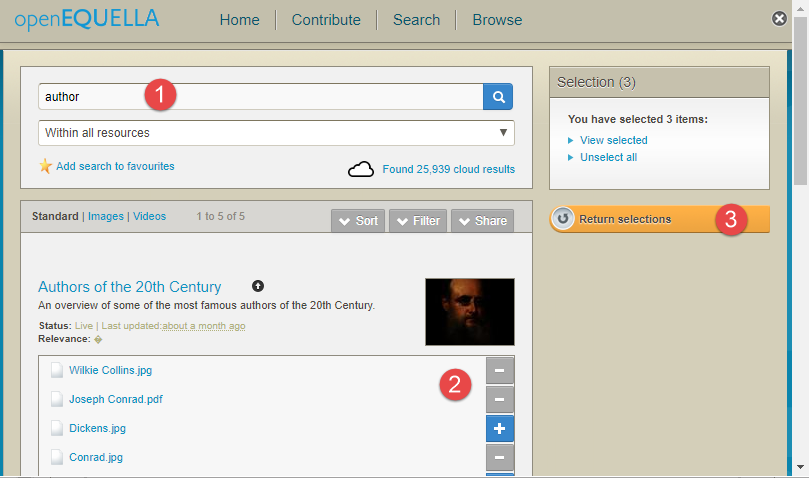 openEQUELLA
Home | Contribute | Search | Browse
author
1
Within all resources
Add search to favourites
Found 25,939 cloud results
Selection (3)
You have selected 3 items:
View selected
Unselect all
Return selections
3
Standard | Images | Videos
1 to 5 of 5
Sort
Filter
Share
Authors of the 20th Century
An overview of some of the most famous authors of the 20th Century.
Status: Live | Last updated:about a month ago
Relevance:
Wilkie Collins.jpg
2
Joseph Conrad.pdf
Dickens.jpg
Conrad.jpg